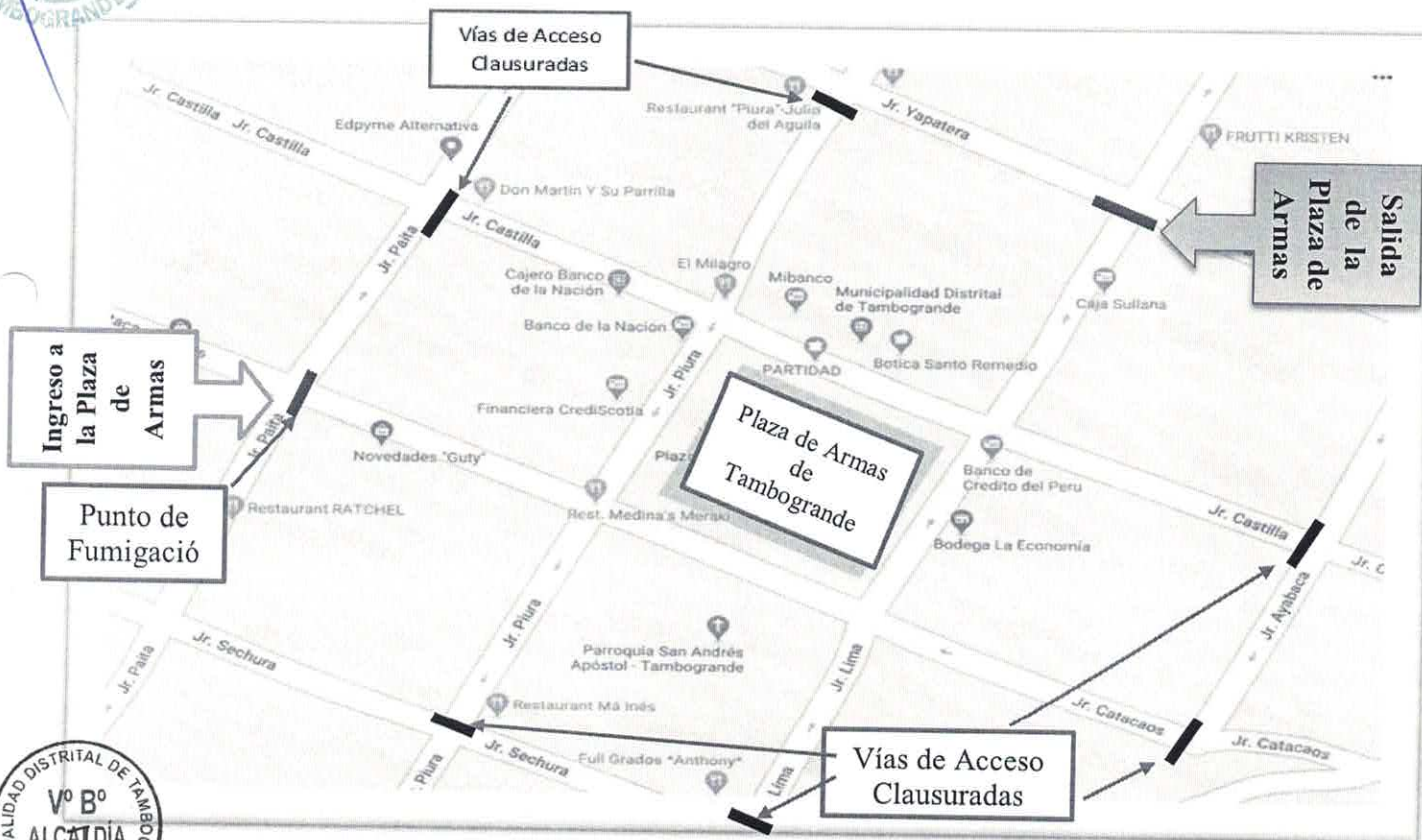 MBOGRANDE
Vías de Acceso
Clausuradas
Jr. Castilla
Jr. Castilla
Edpyme Alternativa
Restaurant "Piura"-Julia
del Aguila
Jr. Yapatera
FRUTTI KRISTEN
Salida
de la
Plaza de
Armas
Don Martin Y Su Parrilla
Jr. Castilla
Jr. Paita
Cajero Banco
de la Nación
El Milagro
Mibanco
Municipalidad Distrital
de Tambogrande
Caja Sullana
Banco de la Nación
Botica Santo Remedio
PARTIDAD
Jr. Piura
Ingreso a
la Plaza
de
Armas
Financiera CrediScotia
Plaza de Armas
de
Tambogrande
Jr. Paita
Novedades "Guty"
Banco de
Credito del Peru
Punto de
Fumigació
Restaurant RATCHEL
Rest. Medina's Meraki
Bodega La Economía
Jr. Castilla
Jr. C
Jr. Ayabaca
Jr. Piura
Jr. Sechura
Jr. Paita
Parroquia San Andrés
Apóstol - Tambogrande
Jr. Lima
Restaurant Má Inés
Jr. Catacaos
Jr. Catacaos
Jr. Sechura
Piura
Full Grados "Anthony"
Lima
Vías de Acceso
Clausuradas
ALIDAD DISTRITAL DE TAMBOG
Vº Bº
ALCALDÍA